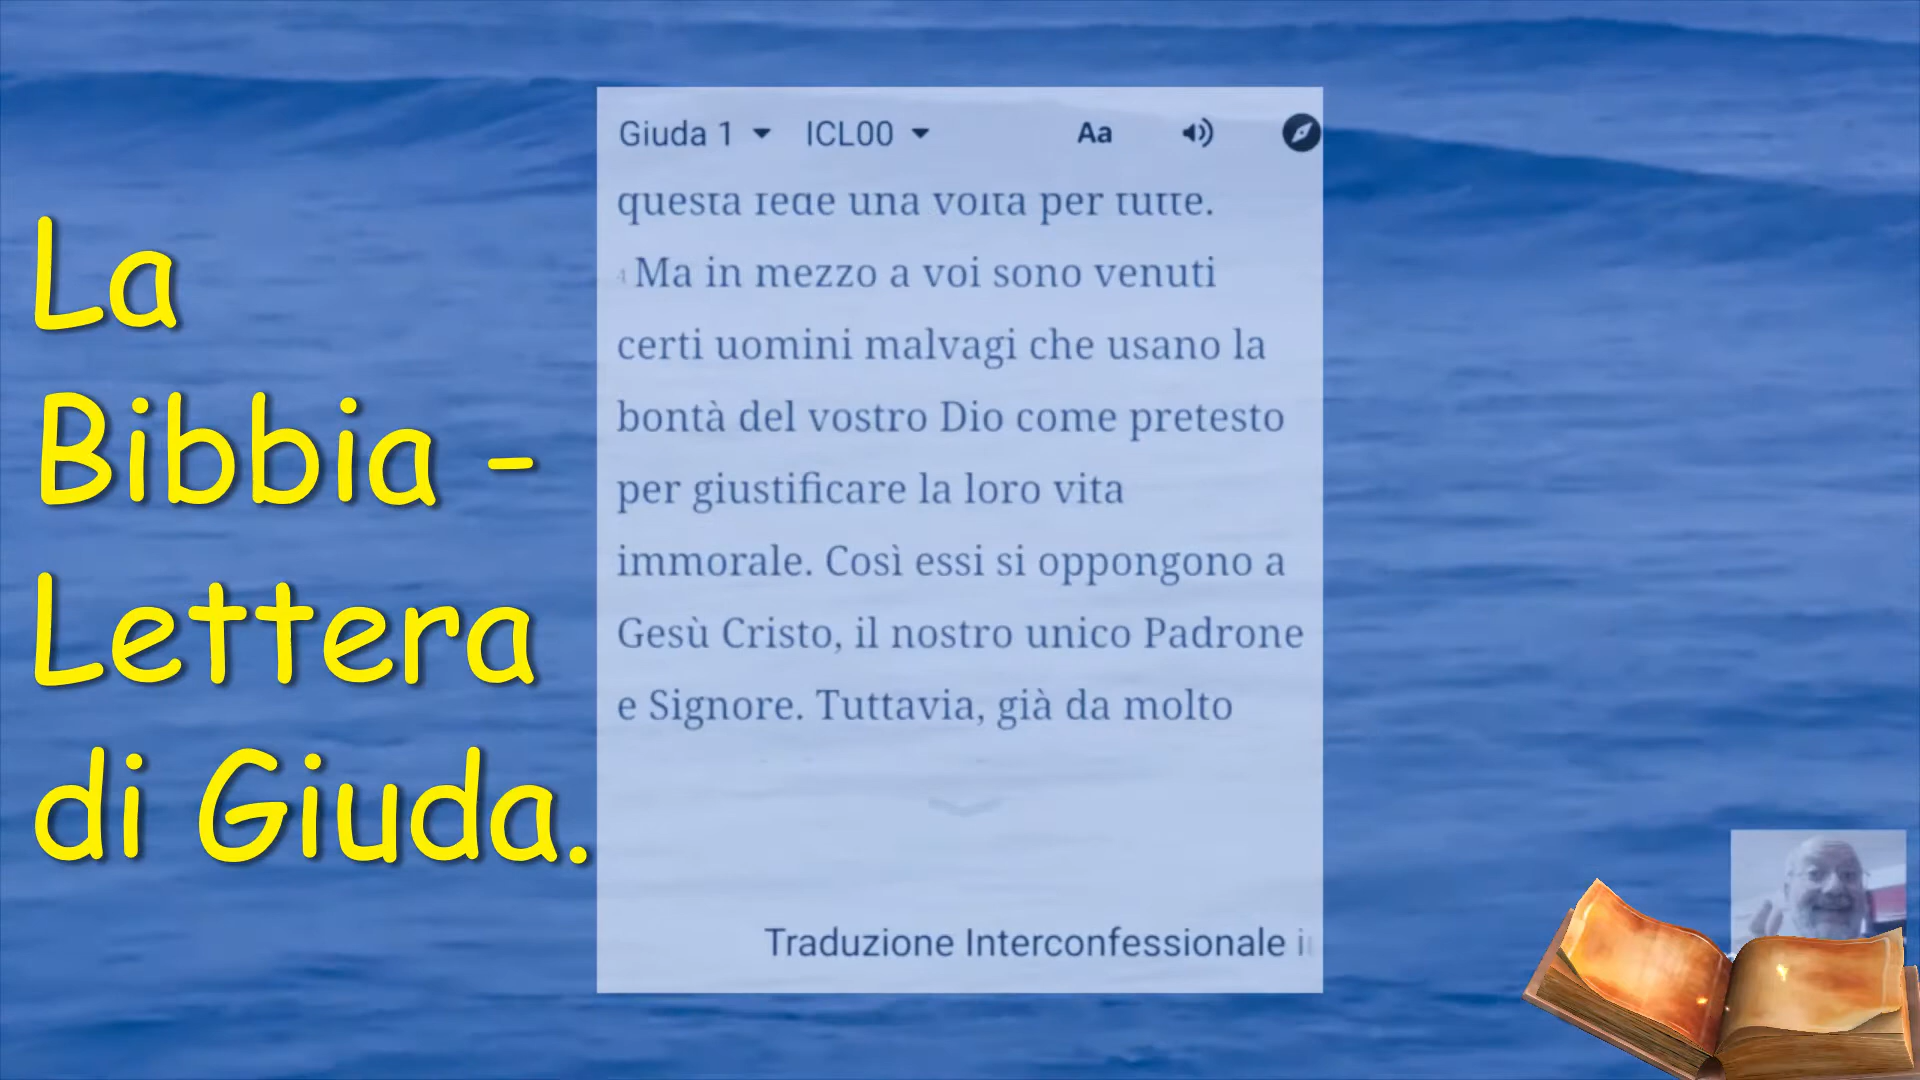 La
Bibbia -
Lettera
di Giuda.
Giuda 1 ICL00 Aa
questa fede una volta per tutte.
4 Ma in mezzo a voi sono venuti
certi uomini malvagi che usano la
bontà del vostro Dio come pretesto
per giustificare la loro vita
immorale. Così essi si oppongono a
Gesù Cristo, il nostro unico Padrone
e Signore. Tuttavia, già da molto
Traduzione Interconfessionale